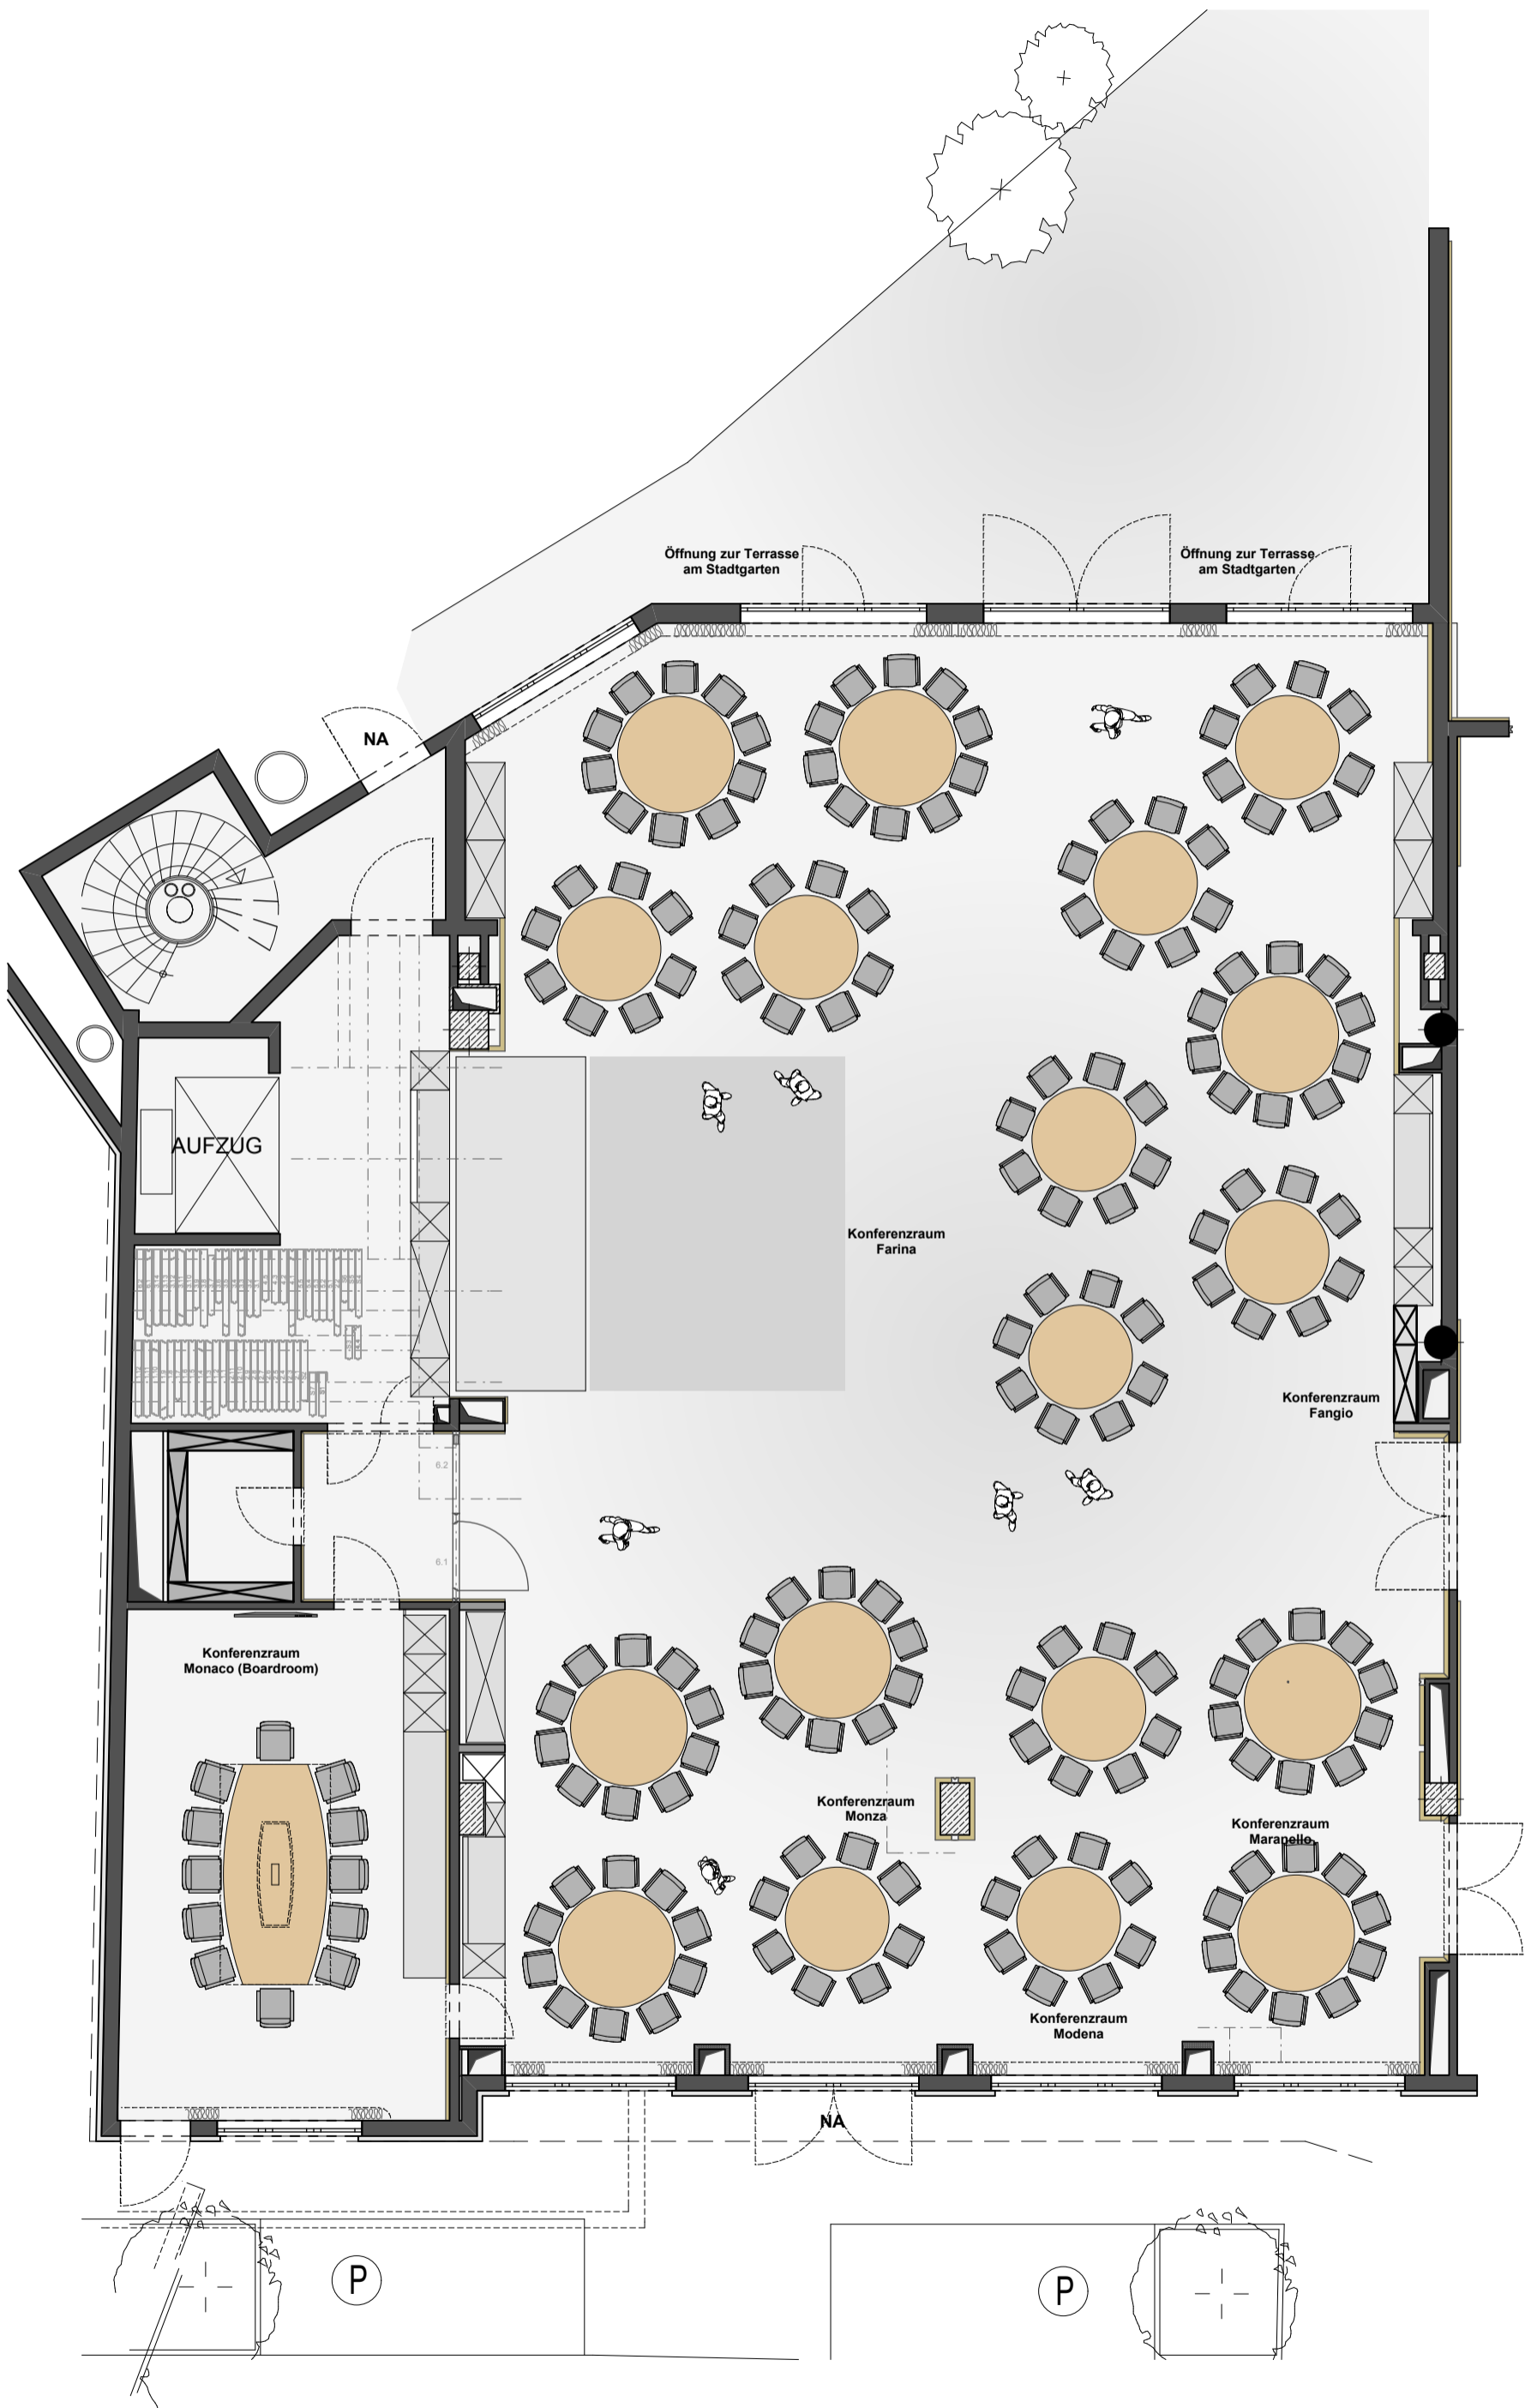 Öffnung zur Terrasse
am Stadtgarten
Öffnung zur Terrasse
am Stadtgarten
NA
AUFZUG
Konferenzraum
Farina
Konferenzraum
Fangio
6.2
6.1
Konferenzraum
Monaco (Boardroom)
Konferenzraum
Monza
Konferenzraum
Maranello
Konferenzraum
Modena
NA
P
P